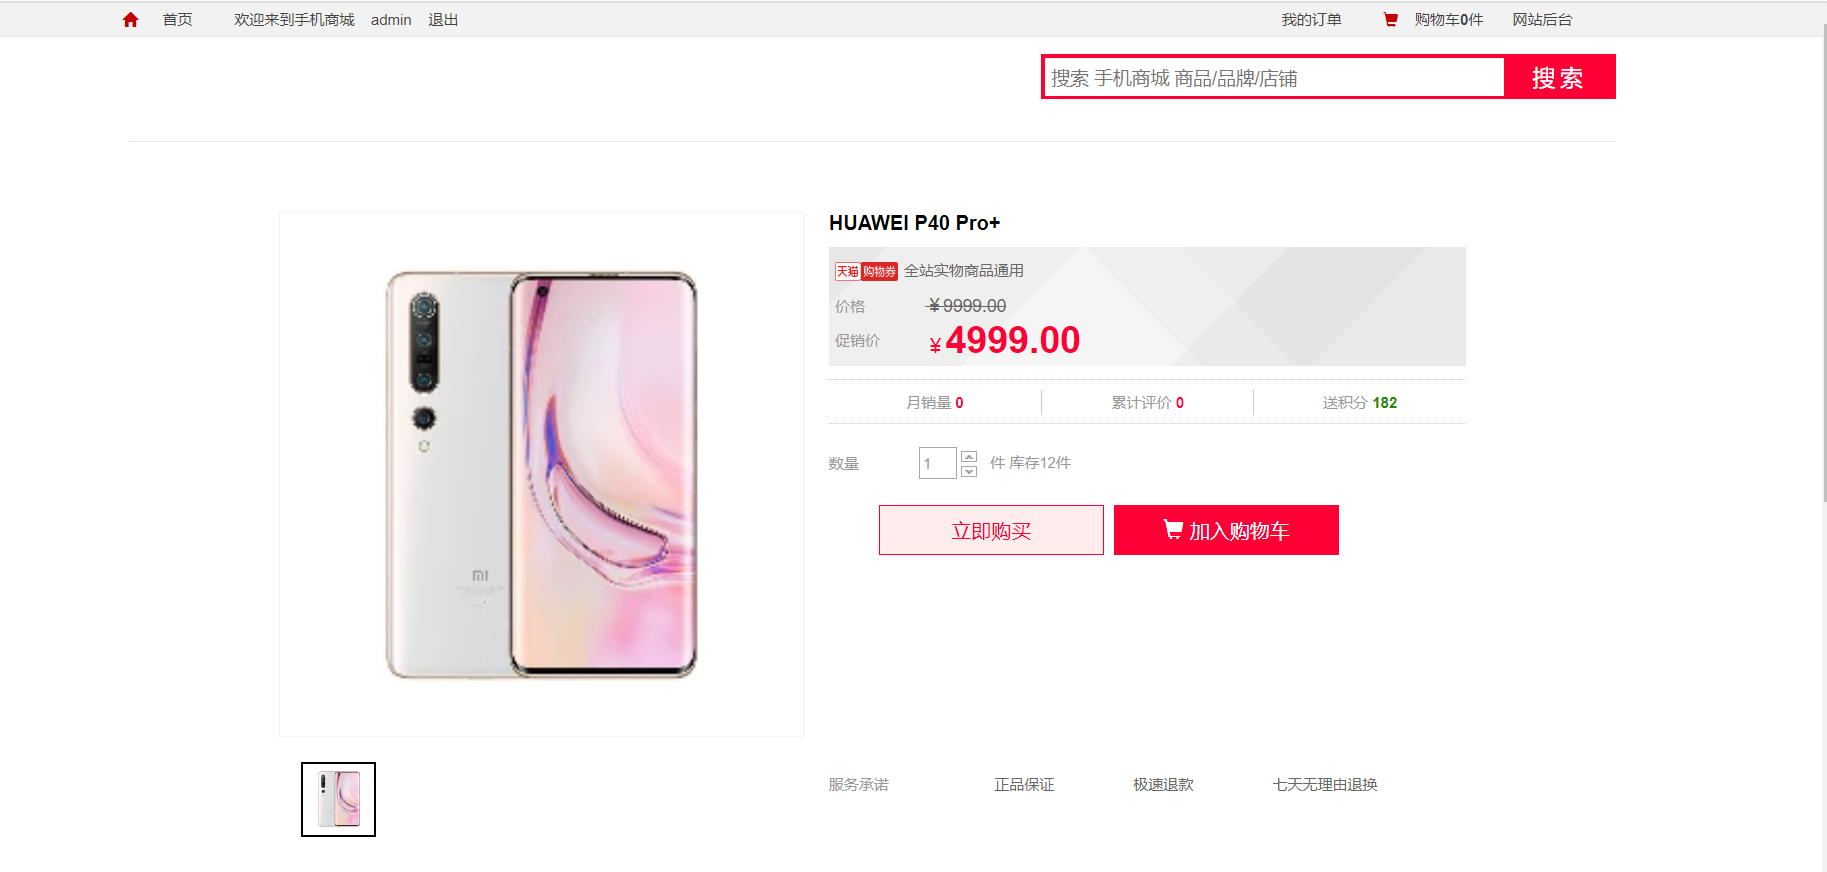 首页 欢迎来到手机商城 admin 退出 我的订单 购物车0件 网站后台
搜索 手机商城 商品/品牌/店铺 搜索
HUAWEI P40 Pro+
天猫 购物券 全站实物商品通用
价格 ¥9999.00
促销价 ¥4999.00
月销量 0 累计评价 0 送积分 182
数量 1 件 库存12件
立即购买 加入购物车
MI
服务承诺 正品保证 极速退款 七天无理由退换